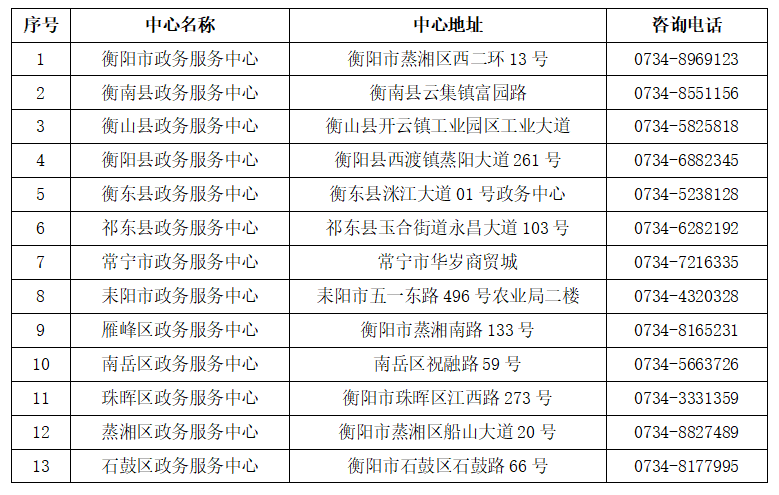 序号 中心名称 中心地址 咨询电话
1 衡阳市政务服务中心 衡阳市蒸湘区西二环 13 号 0734-8969123
2 衡南县政务服务中心 衡南县云集镇富园路 0734-8551156
3 衡山县政务服务中心 衡山县开云镇工业园区工业大道 0734-5825818
4 衡阳县政务服务中心 衡阳县西渡镇蒸阳大道 261 号 0734-6882345
5 衡东县政务服务中心 衡东县洣江大道 01 号政务中心 0734-5238128
6 祁东县政务服务中心 祁东县玉合街道永昌大道 103 号 0734-6282192
7 常宁市政务服务中心 常宁市华岁商贸城 0734-7216335
8 耒阳市政务服务中心 耒阳市五一东路 496 号农业局二楼 0734-4320328
9 雁峰区政务服务中心 衡阳市蒸湘南路 133 号 0734-8165231
10 南岳区政务服务中心 南岳区祝融路 59 号 0734-5663726
11 珠晖区政务服务中心 衡阳市珠晖区江西路 273 号 0734-3331359
12 蒸湘区政务服务中心 衡阳市蒸湘区船山大道 20 号 0734-8827489
13 石鼓区政务服务中心 衡阳市石鼓区石鼓路 66 号 0734-8177995